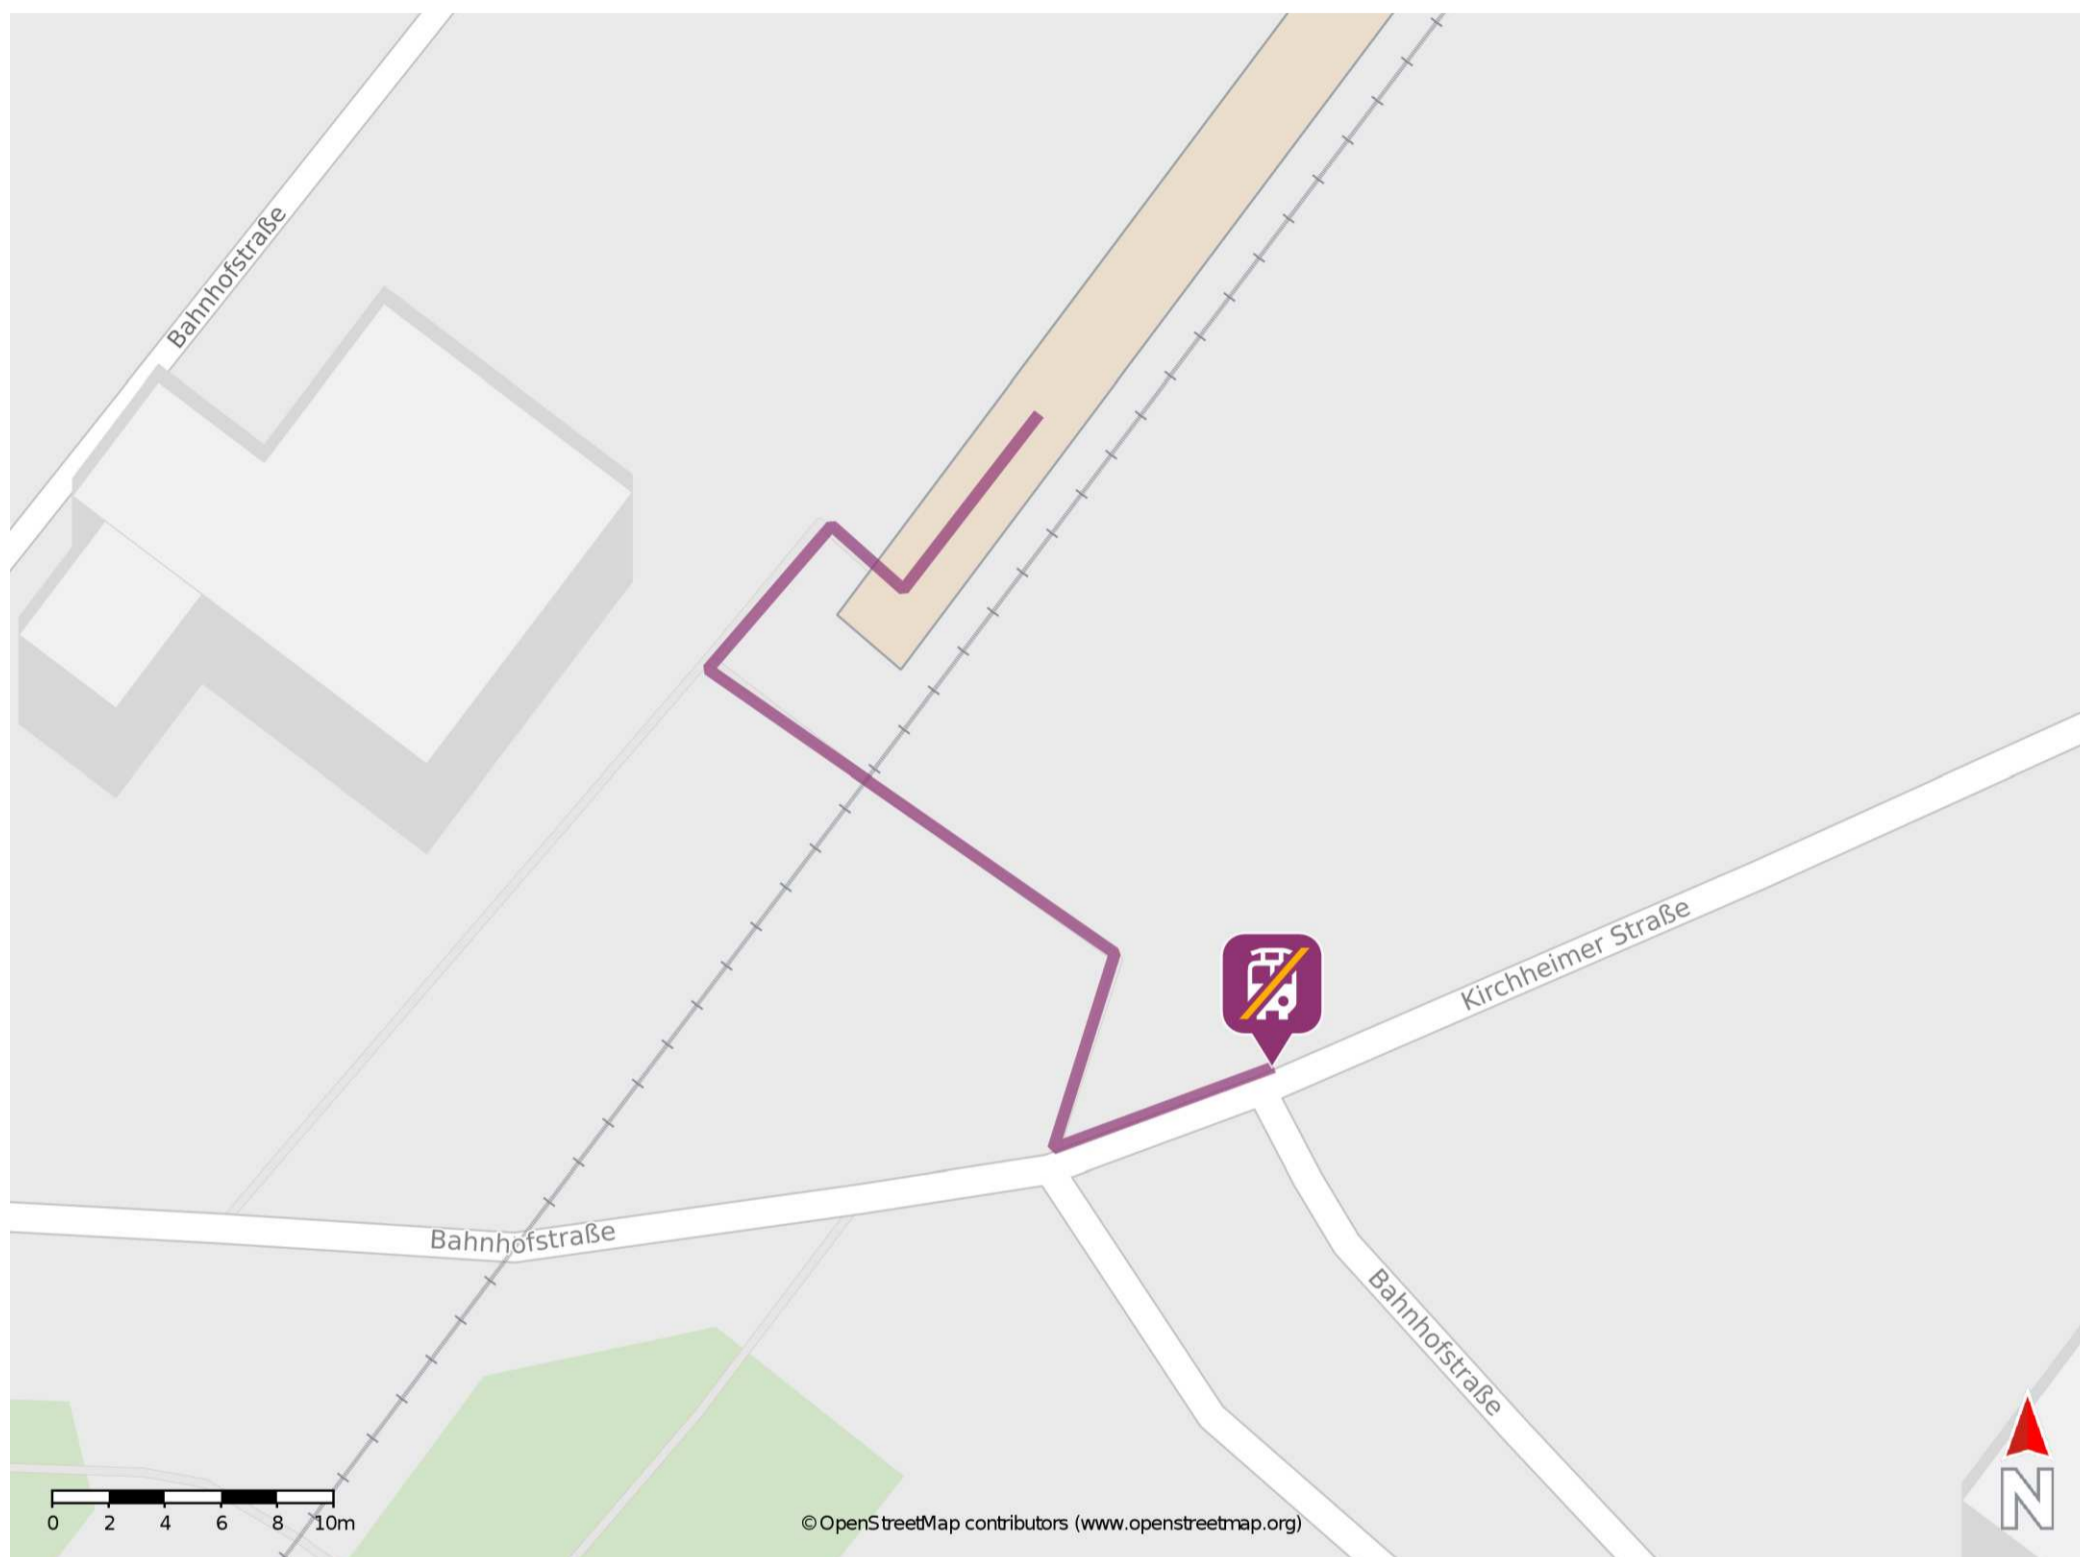 Bahnhofstraße
Kirchheimer Straße
Bahnhofstraße
Bahnhofstraße
0 2 4 6 8 10m
© OpenStreetMap contributors (www.openstreetmap.org)
N